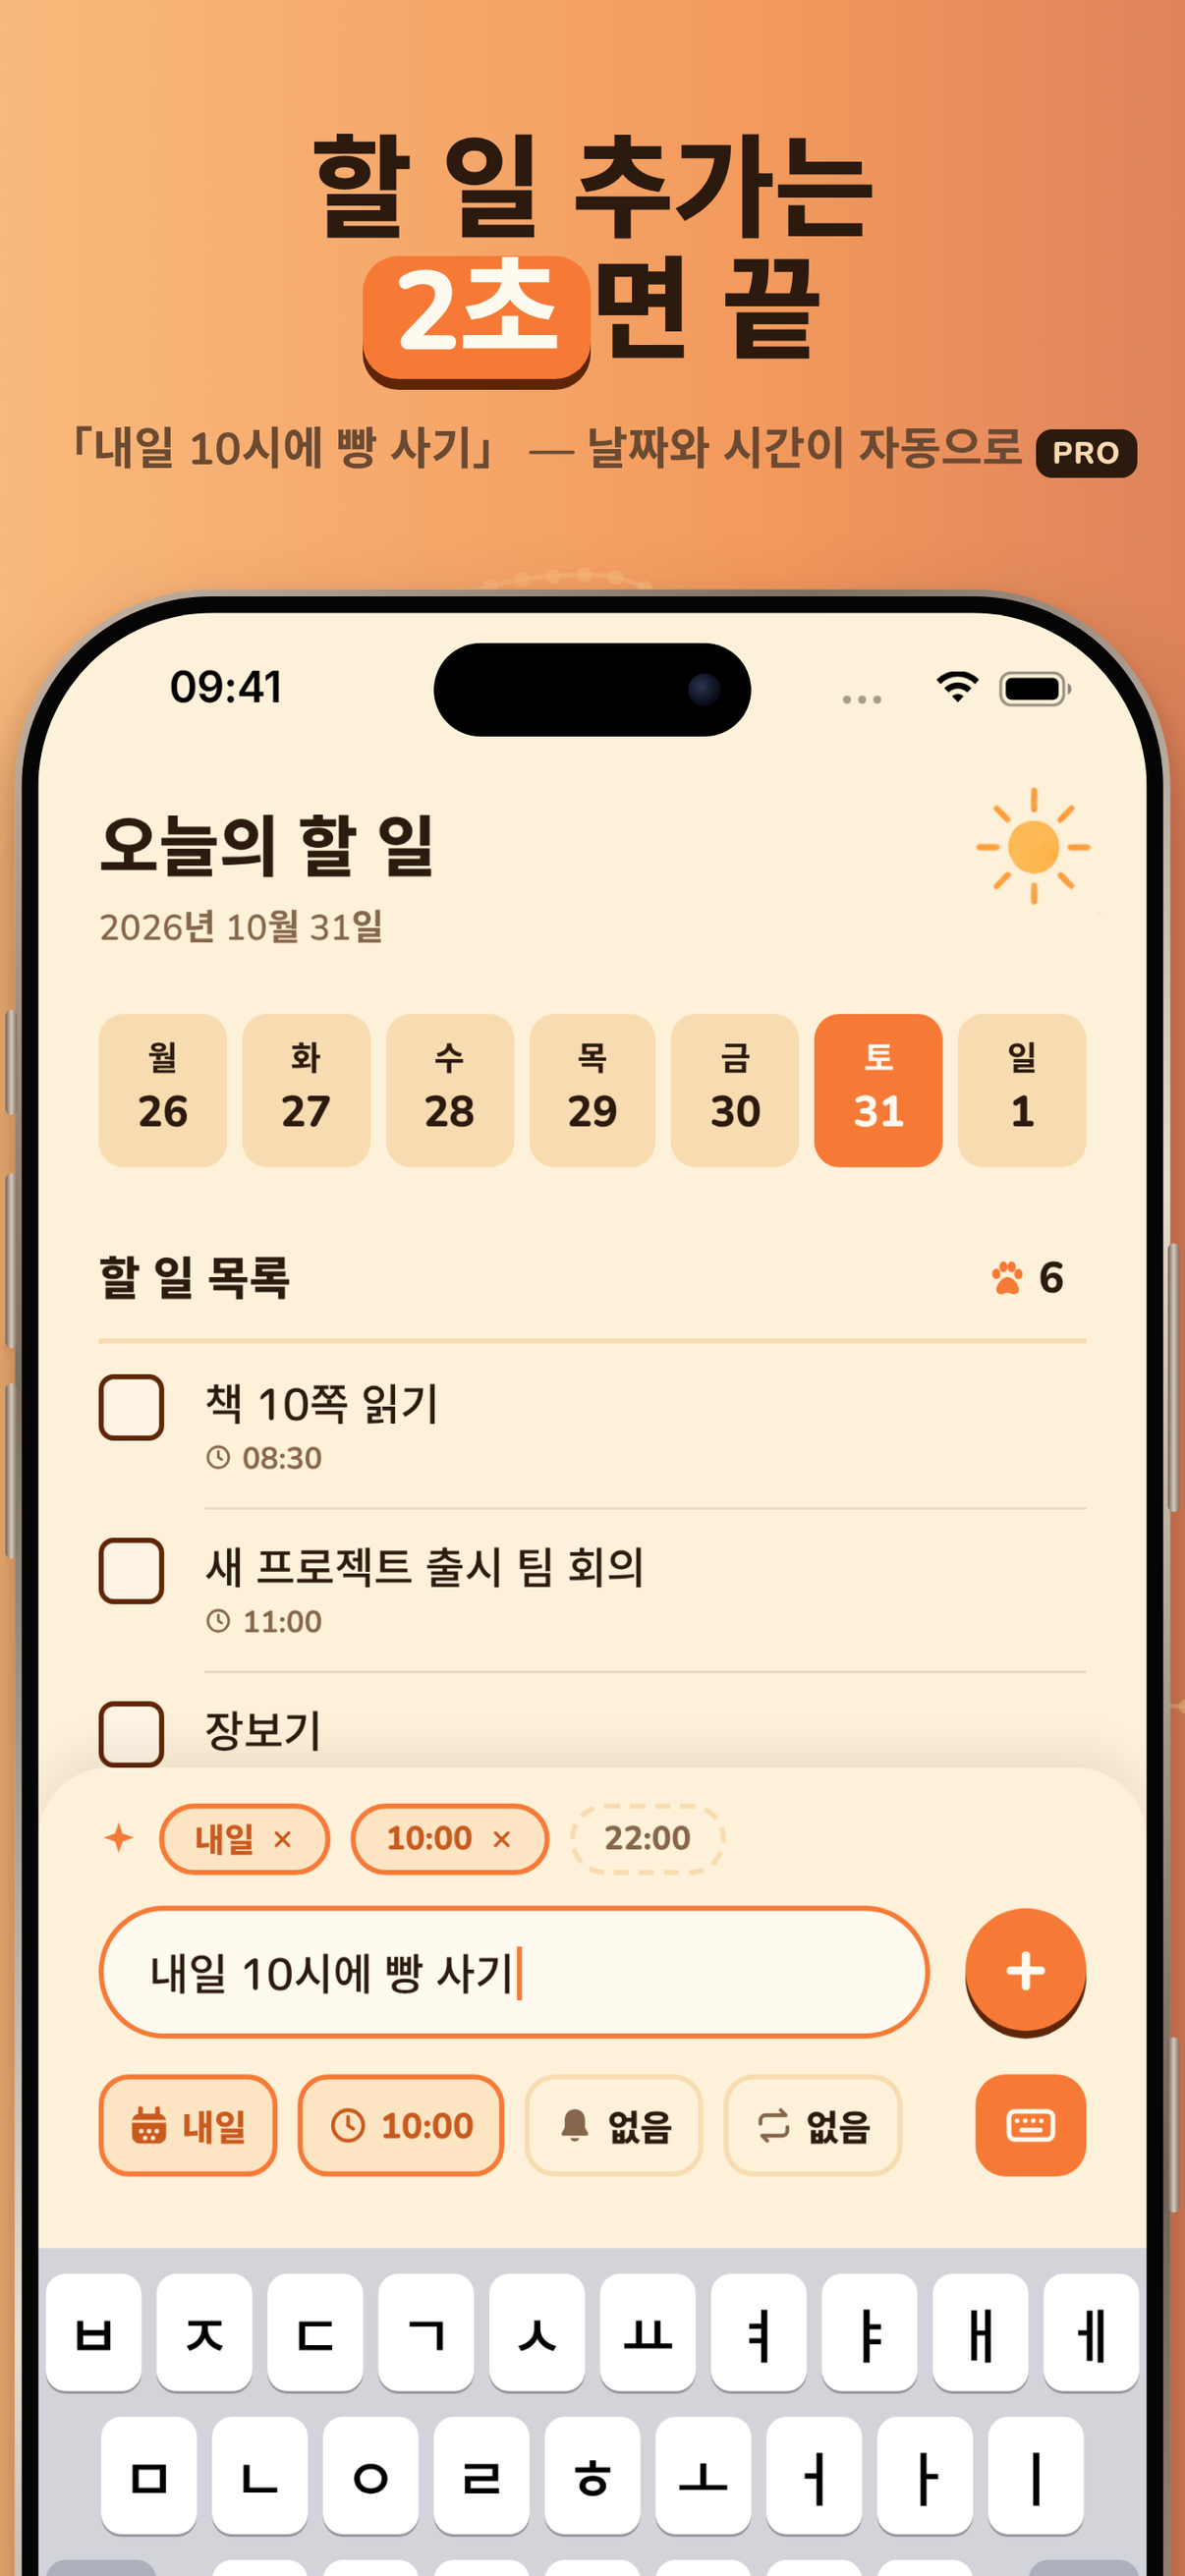 할 일 추가는
2초면 끝
「내일 10시에 빵 사기」 — 날짜와 시간이 자동으로 PRO
09:41
오늘의 할 일
2026년 10월 31일
월 화 수 목 금 토 일
26 27 28 29 30 31 1
할 일 목록 6
책 10쪽 읽기
08:30
새 프로젝트 출시 팀 회의
11:00
장보기
내일 × 10:00 × 22:00
내일 10시에 빵 사기
내일 10:00 없음 없음
ㅂ ㅈ ㄷ ㄱ ㅅ ㅛ ㅕ ㅑ ㅐ ㅔ
ㅁ ㄴ ㅇ ㄹ ㅎ ㅗ ㅓ ㅏ ㅣ